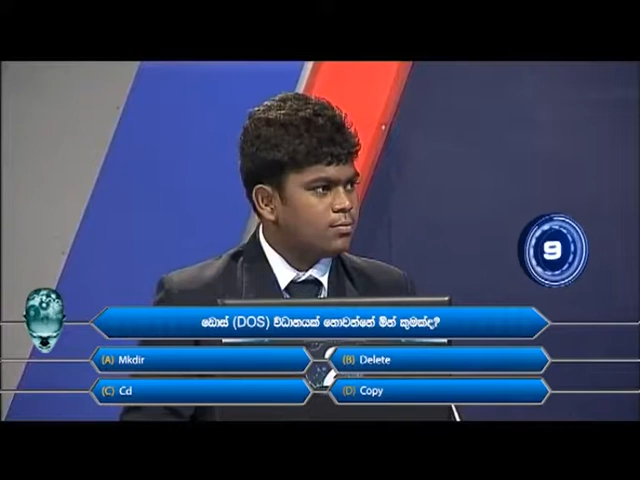 9
ඩොස් (DOS) විධානයක් නොවන්නේ මින් කුමක්ද?
(A) Mkdir
(B) Delete
(C) Cd
(D) Copy